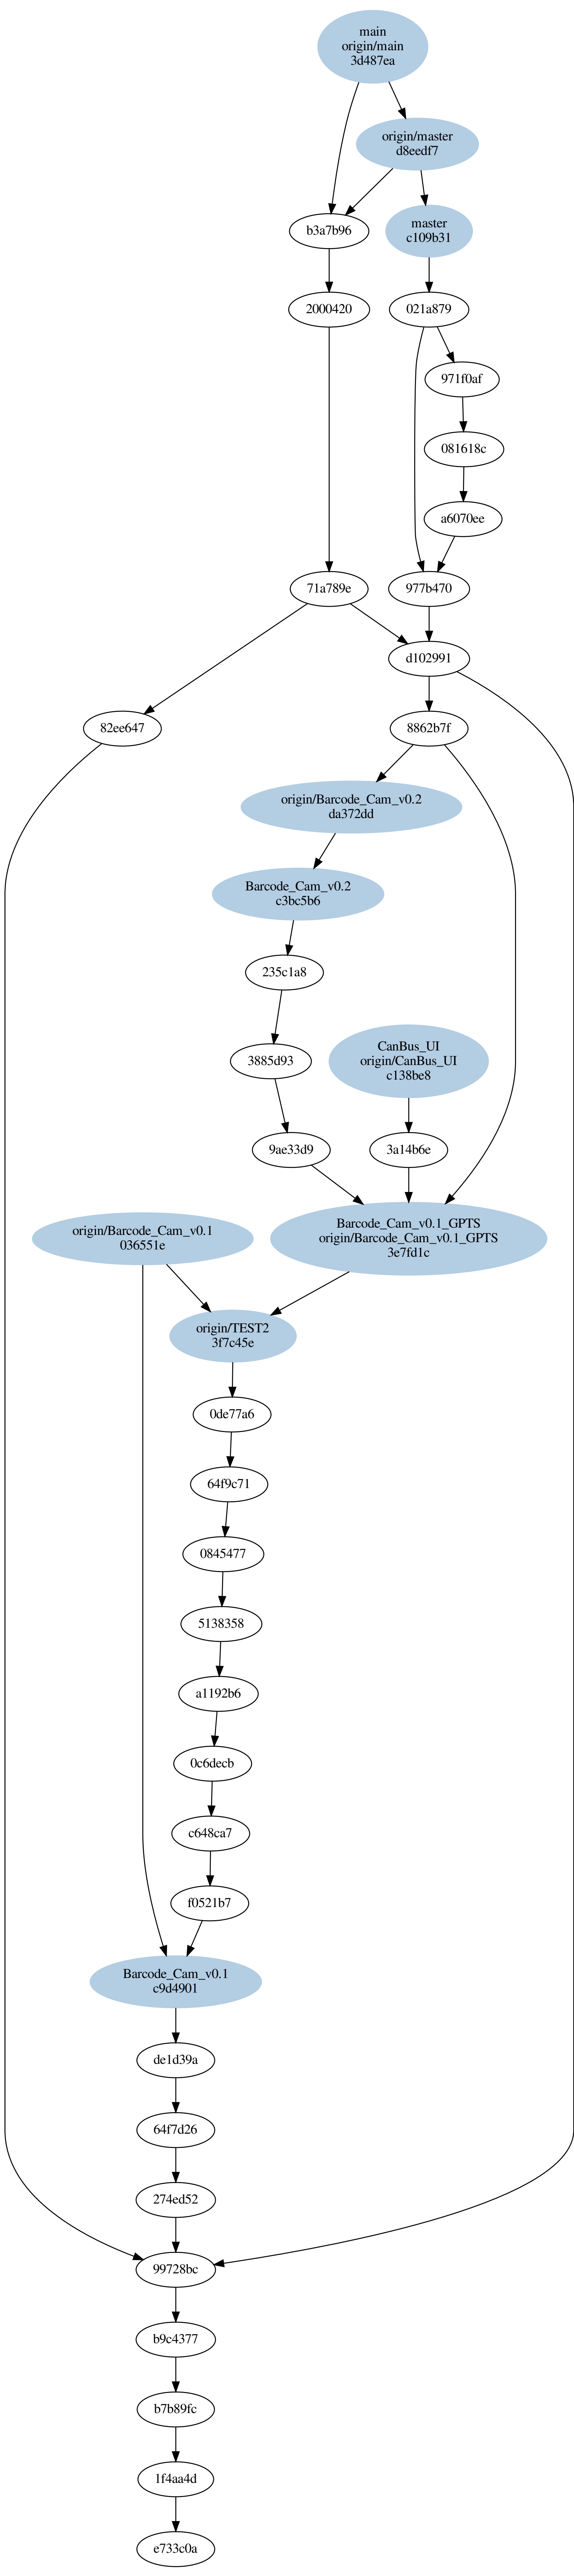 main
origin/main
3d487ea
origin/master
d8eedf7
b3a7b96
master
c109b31
2000420
021a879
971f0af
081618c
a6070ee
71a789e
977b470
d102991
82ee647
8862b7f
origin/Barcode_Cam_v0.2
da372dd
Barcode_Cam_v0.2
c3bc5b6
235c1a8
3885d93
CanBus_UI
origin/CanBus_UI
c138be8
9ae33d9
3a14b6e
origin/Barcode_Cam_v0.1
036551e
Barcode_Cam_v0.1_GPTS
origin/Barcode_Cam_v0.1_GPTS
3e7fd1c
origin/TEST2
3f7c45e
0de77a6
64f9c71
0845477
5138358
a1192b6
0c6decb
c648ca7
f0521b7
Barcode_Cam_v0.1
c9d4901
de1d39a
64f7d26
274ed52
99728bc
b9c4377
b7b89fc
1f4aa4d
e733c0a